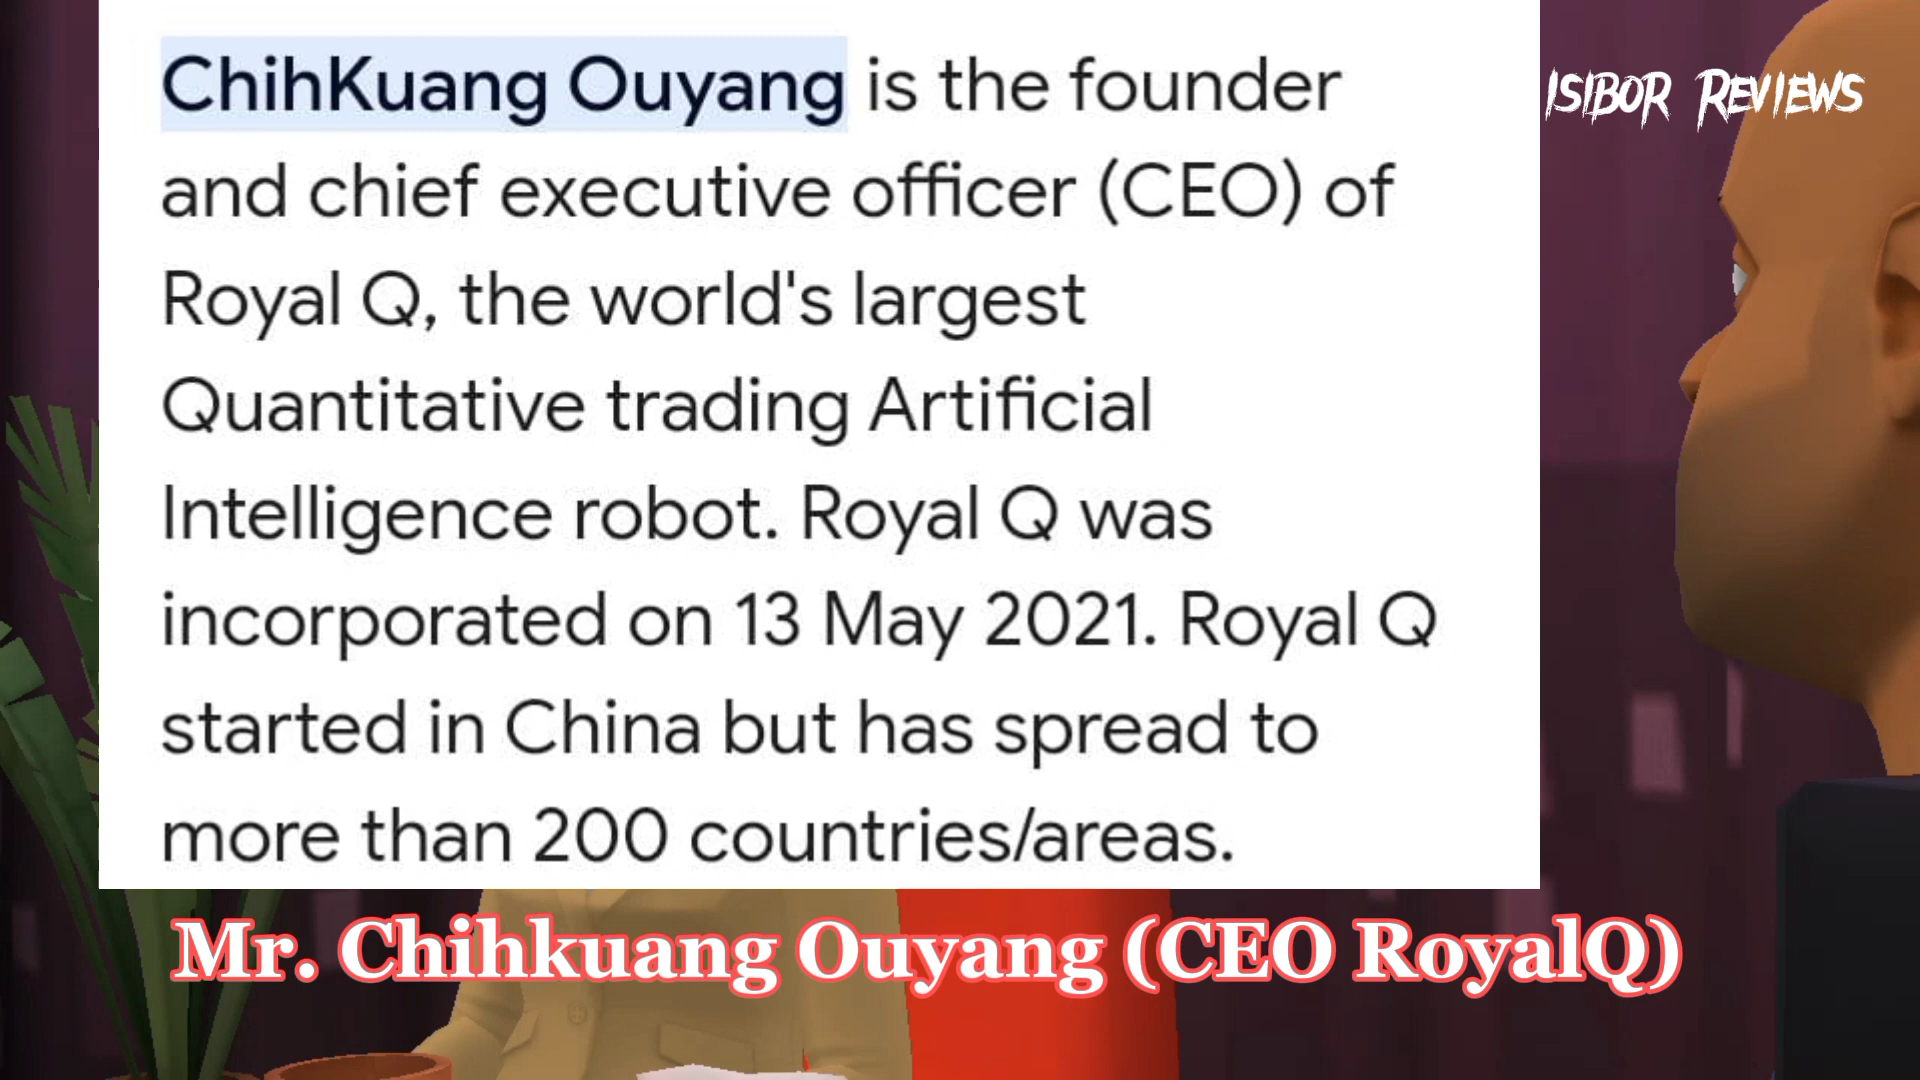 ChihKuang Ouyang is the founder
and chief executive officer (CEO) of
Royal Q, the world's largest
Quantitative trading Artificial
Intelligence robot. Royal Q was
incorporated on 13 May 2021. Royal Q
started in China but has spread to
more than 200 countries/areas.
ISIBOR REVIEWS
Mr. Chihkuang Ouyang (CEO RoyalQ)